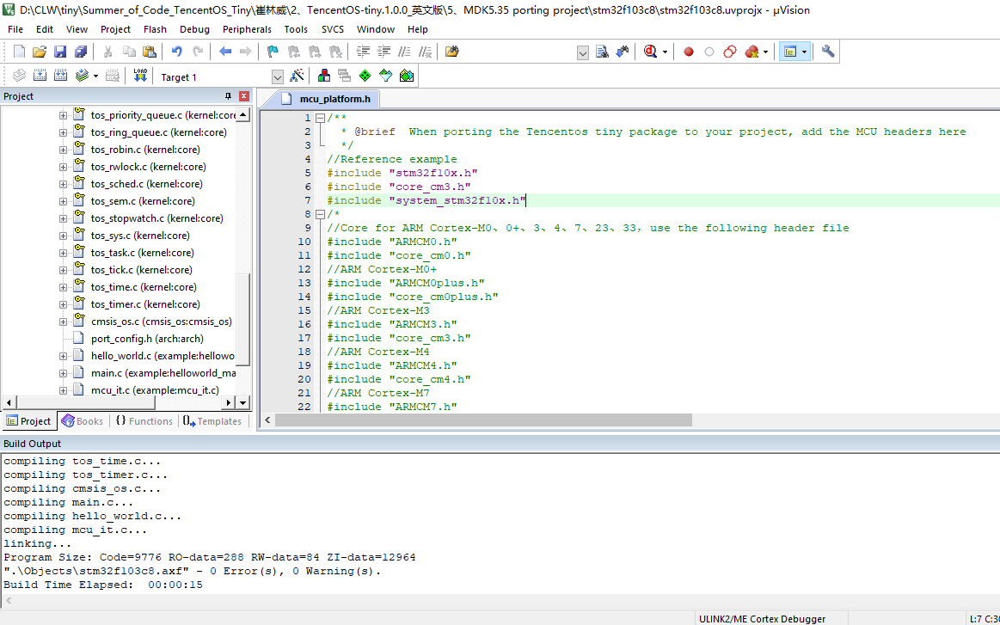 D:\CLW\tiny\Summer_of_Code_TencentOS_Tiny\崔林威\2、TencentOS-tiny.1.0.0_英文版\5、MDK5.35 porting project\stm32f103c8\stm32f103c8.uvprojx - µVision
File Edit View Project Flash Debug Peripherals Tools SVCS Window Help
LOAD Target 1
Project
mcu_platform.h
tos_priority_queue.c (kernel:core
tos_ring_queue.c (kernel:core)
tos_robin.c (kernel:core)
tos_rwlock.c (kernel:core)
tos_sched.c (kernel:core)
tos_sem.c (kernel:core)
tos_stopwatch.c (kernel:core)
tos_sys.c (kernel:core)
tos_task.c (kernel:core)
tos_tick.c (kernel:core)
tos_time.c (kernel:core)
tos_timer.c (kernel:core)
cmsis_os.c (cmsis_os:cmsis_os)
port_config.h (arch:arch)
hello_world.c (example:hellowo
main.c (example:helloworld_ma
mcu_it.c (example:mcu_it.c)
Project Books {} Functions 0 Templates
1 /**
2 * @brief When porting the Tencentos tiny package to your project, add the MCU headers here
3 */
4 //Reference example
5 #include "stm32f10x.h"
6 #include "core_cm3.h"
7 #include "system_stm32f10x.h"
8 /*
9 //Core for ARM Cortex-M0、0+、3、4、7、23、33, use the following header file
10 #include "ARMCM0.h"
11 #include "core_cm0.h"
12 //ARM Cortex-M0+
13 #include "ARMCM0plus.h"
14 #include "core_cm0plus.h"
15 //ARM Cortex-M3
16 #include "ARMCM3.h"
17 #include "core_cm3.h"
18 //ARM Cortex-M4
19 #include "ARMCM4.h"
20 #include "core_cm4.h"
21 //ARM Cortex-M7
22 #include "ARMCM7.h"
Build Output
compiling tos_time.c...
compiling tos_timer.c...
compiling cmsis_os.c...
compiling main.c...
compiling hello_world.c...
compiling mcu_it.c...
linking...
Program Size: Code=9776 RO-data=288 RW-data=84 ZI-data=12964
".\Objects\stm32f103c8.axf" - 0 Error(s), 0 Warning(s).
Build Time Elapsed: 00:00:15
ULINK2/ME Cortex Debugger
L:7 C:30